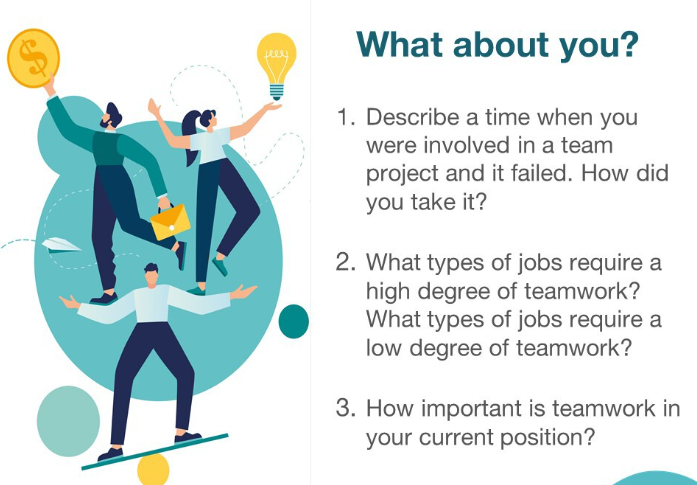 $
What about you?
1. Describe a time when you
were involved in a team
project and it failed. How did
you take it?
2. What types of jobs require a
high degree of teamwork?
What types of jobs require a
low degree of teamwork?
3. How important is teamwork in
your current position?